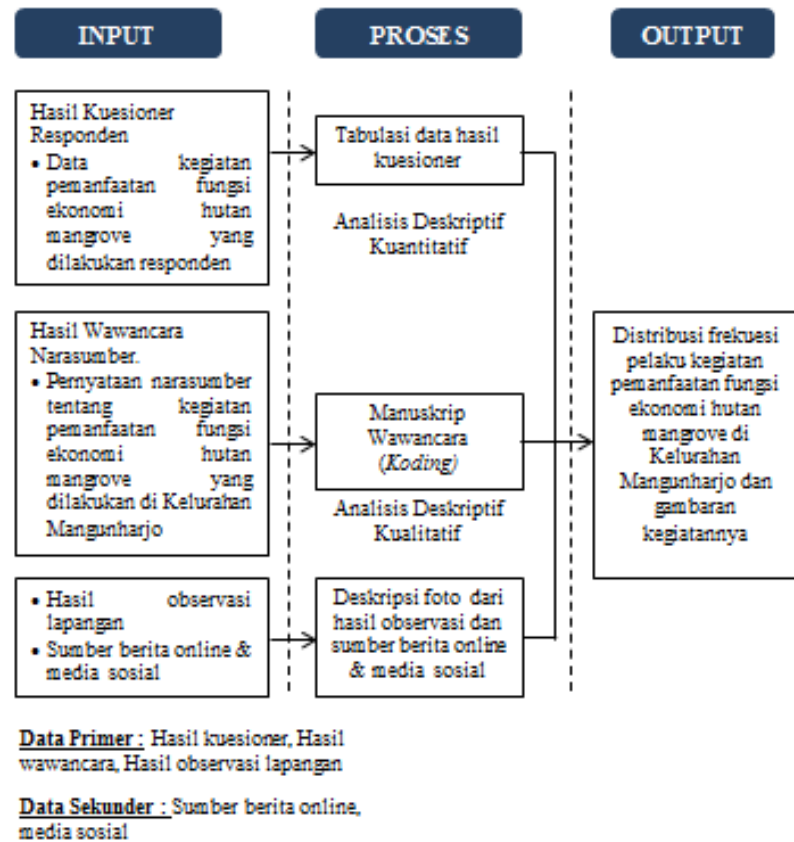 INPUT
PROSES
OUTPUT
Hasil Kuesioner
Responden
• Data kegiatan
pemanfaatan fungsi
ekonomi hutan
mangrove yang
dilakukan responden
Tabulasi data hasil
kuesioner
Analisis Deskriptif
Kuantitatif
Hasil Wawancara
Narasumber.
• Pernyataan narasumber
tentang kegiatan
pemanfaatan fungsi
ekonomi hutan
mangrove yang
dilakukan di Kelurahan
Mangunharjo
Manuskrip
Wawancara
(Koding)
Analisis Deskriptif
Kualitatif
Distribusi frekuesi
pelaku kegiatan
pemanfaatan fungsi
ekonomi hutan
mangrove di
Kelurahan
Mangunharjo dan
gambaran
kegiatannya
• Hasil observasi
lapangan
• Sumber berita online &
media sosial
Deskripsi foto dari
hasil observasi dan
sumber berita online
& media sosial
Data Primer : Hasil kuesioner, Hasil
wawancara, Hasil observasi lapangan
Data Sekunder : Sumber berita online,
media sosial